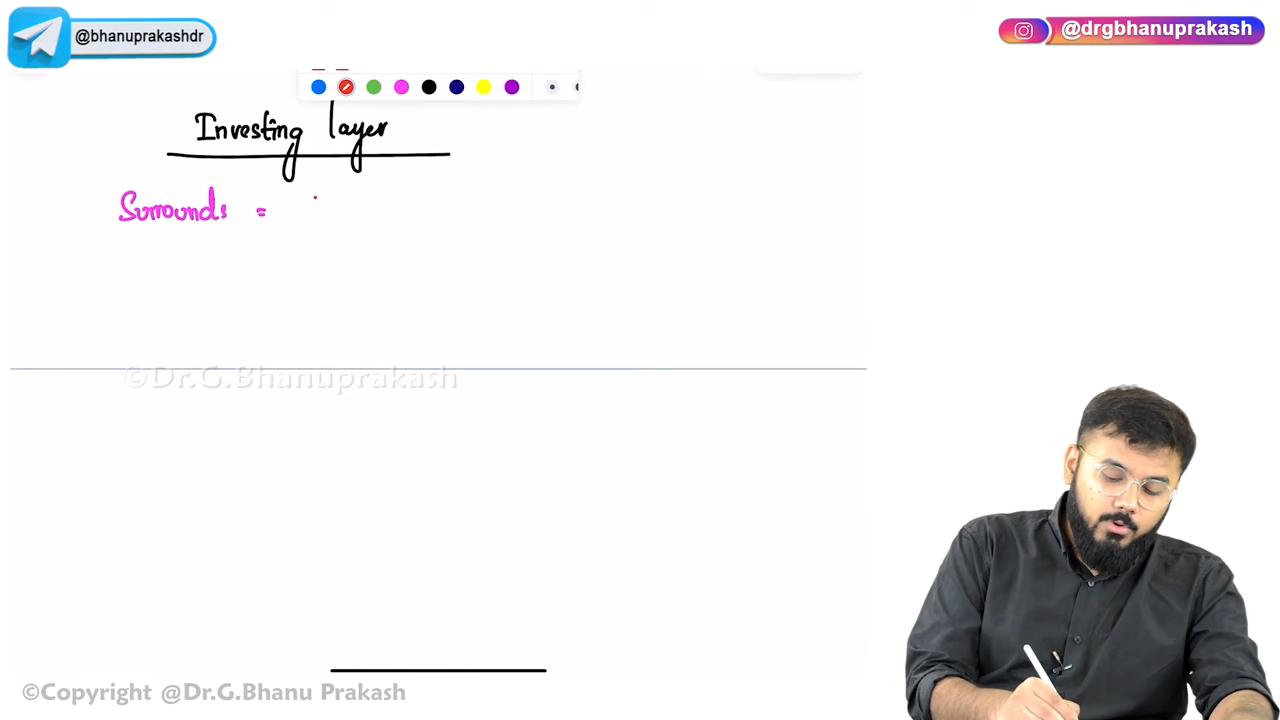 @bhanuprakashdr
@drgbhanuprakash
Investing layer
Surrounds =
©Dr.G.Bhanuprakash
©Copyright @Dr.G.Bhanu Prakash